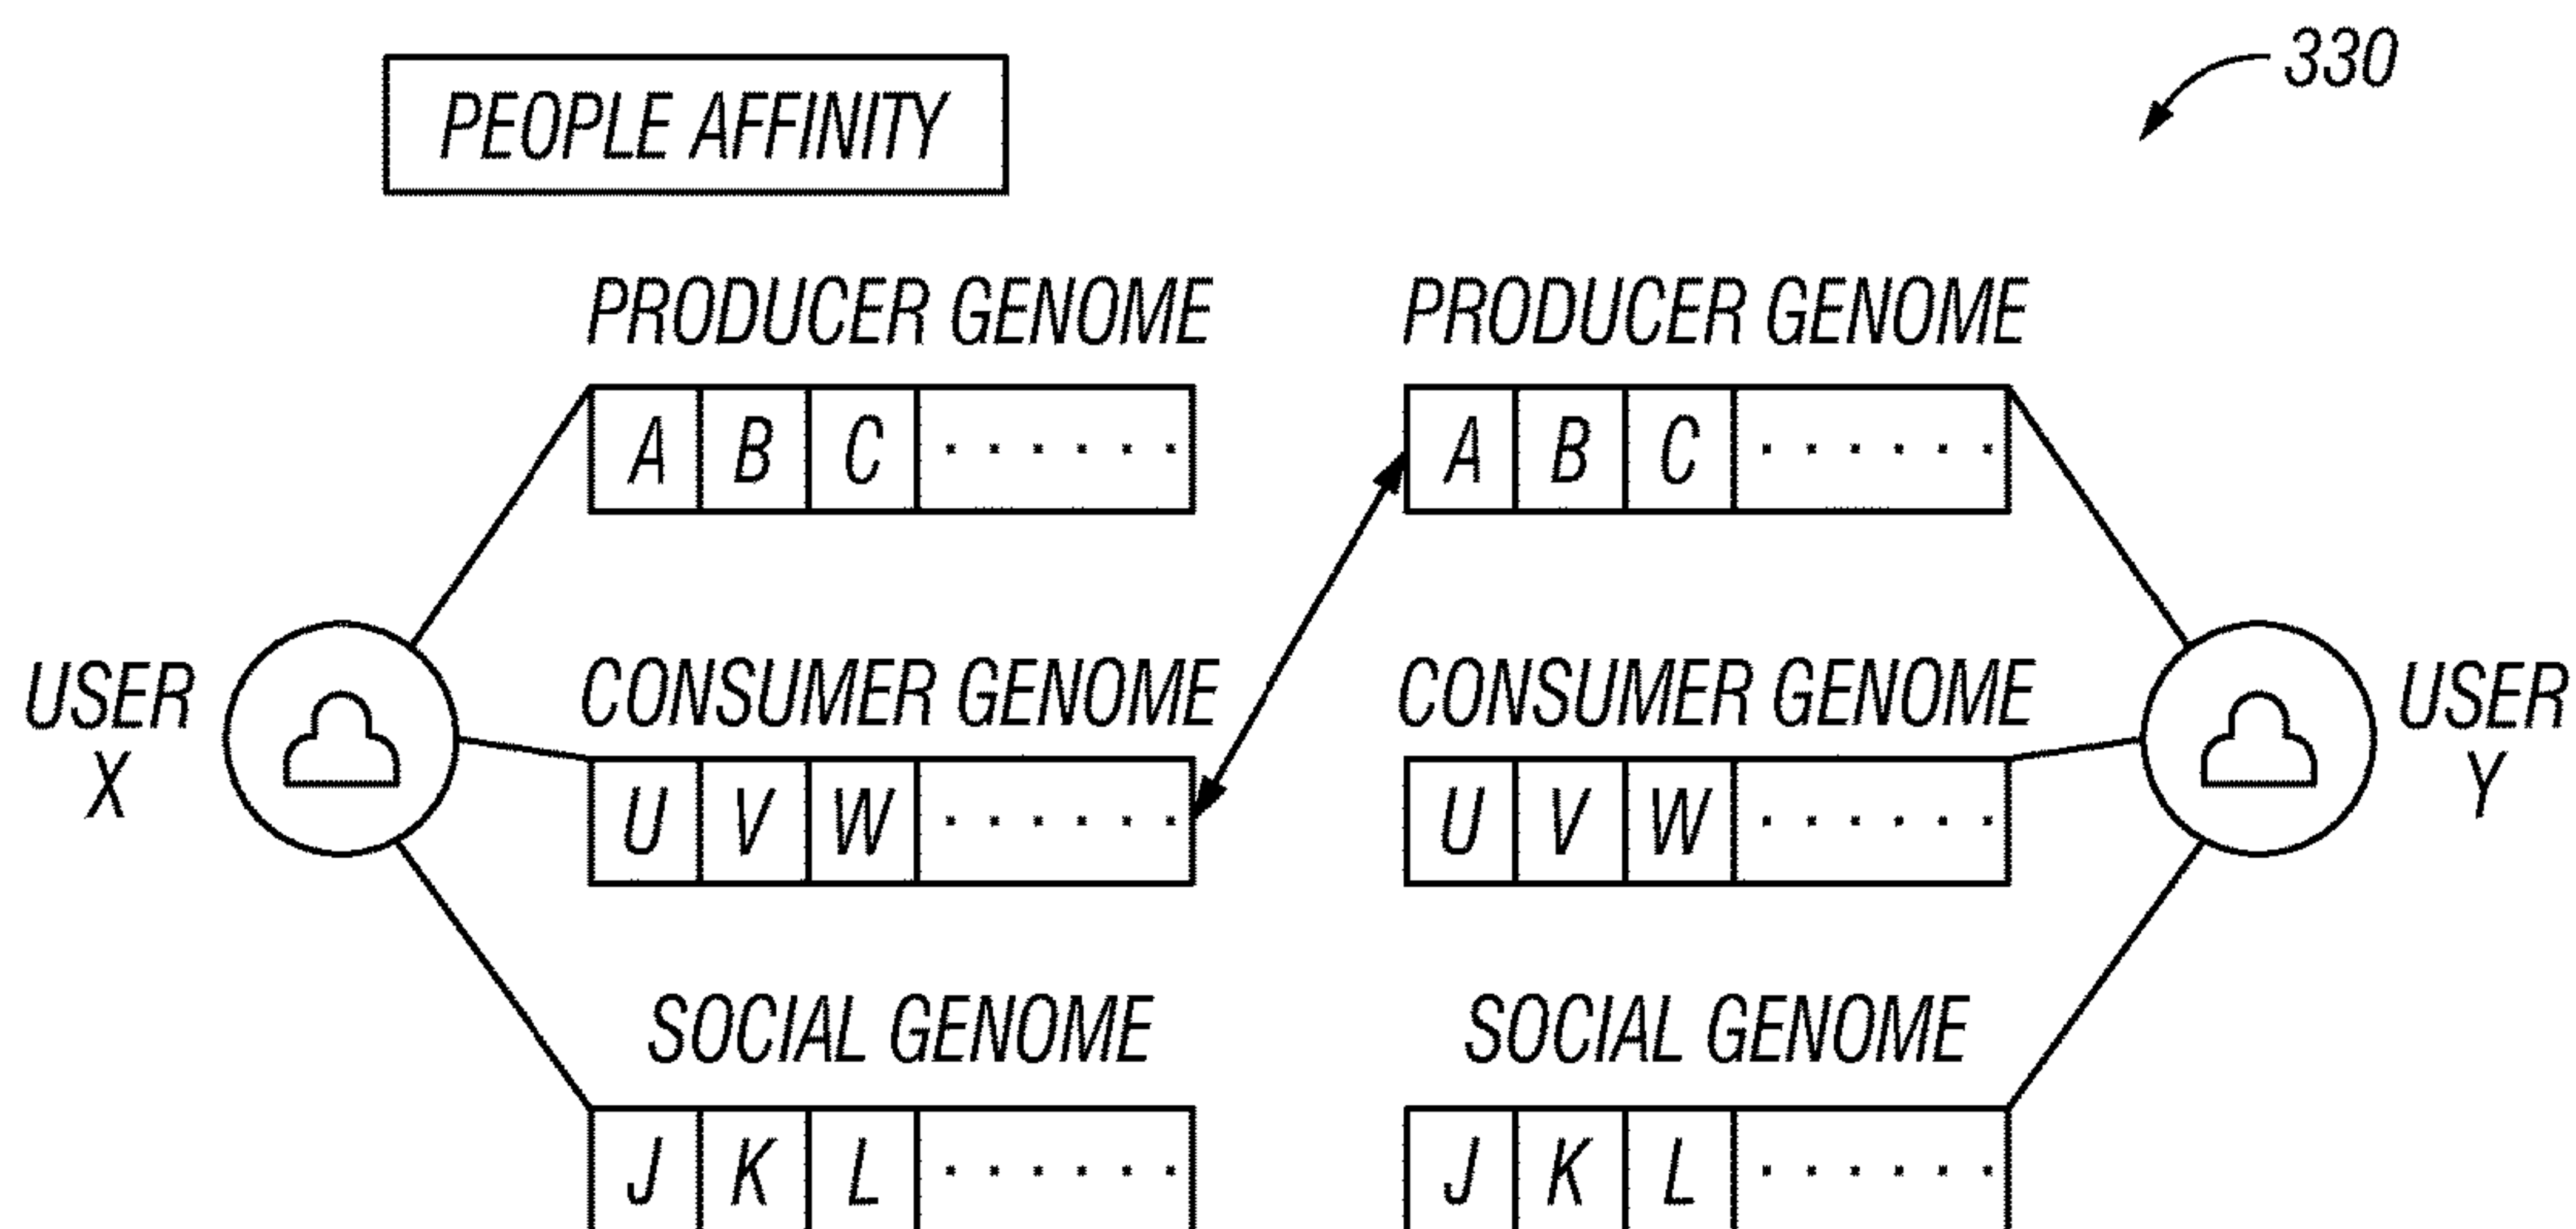 330
PEOPLE AFFINITY
PRODUCER GENOME PRODUCER GENOME
A B C ...... A B C ......
USER X CONSUMER GENOME CONSUMER GENOME USER Y
U V W ...... U V W ......
SOCIAL GENOME SOCIAL GENOME
J K L ...... J K L ......